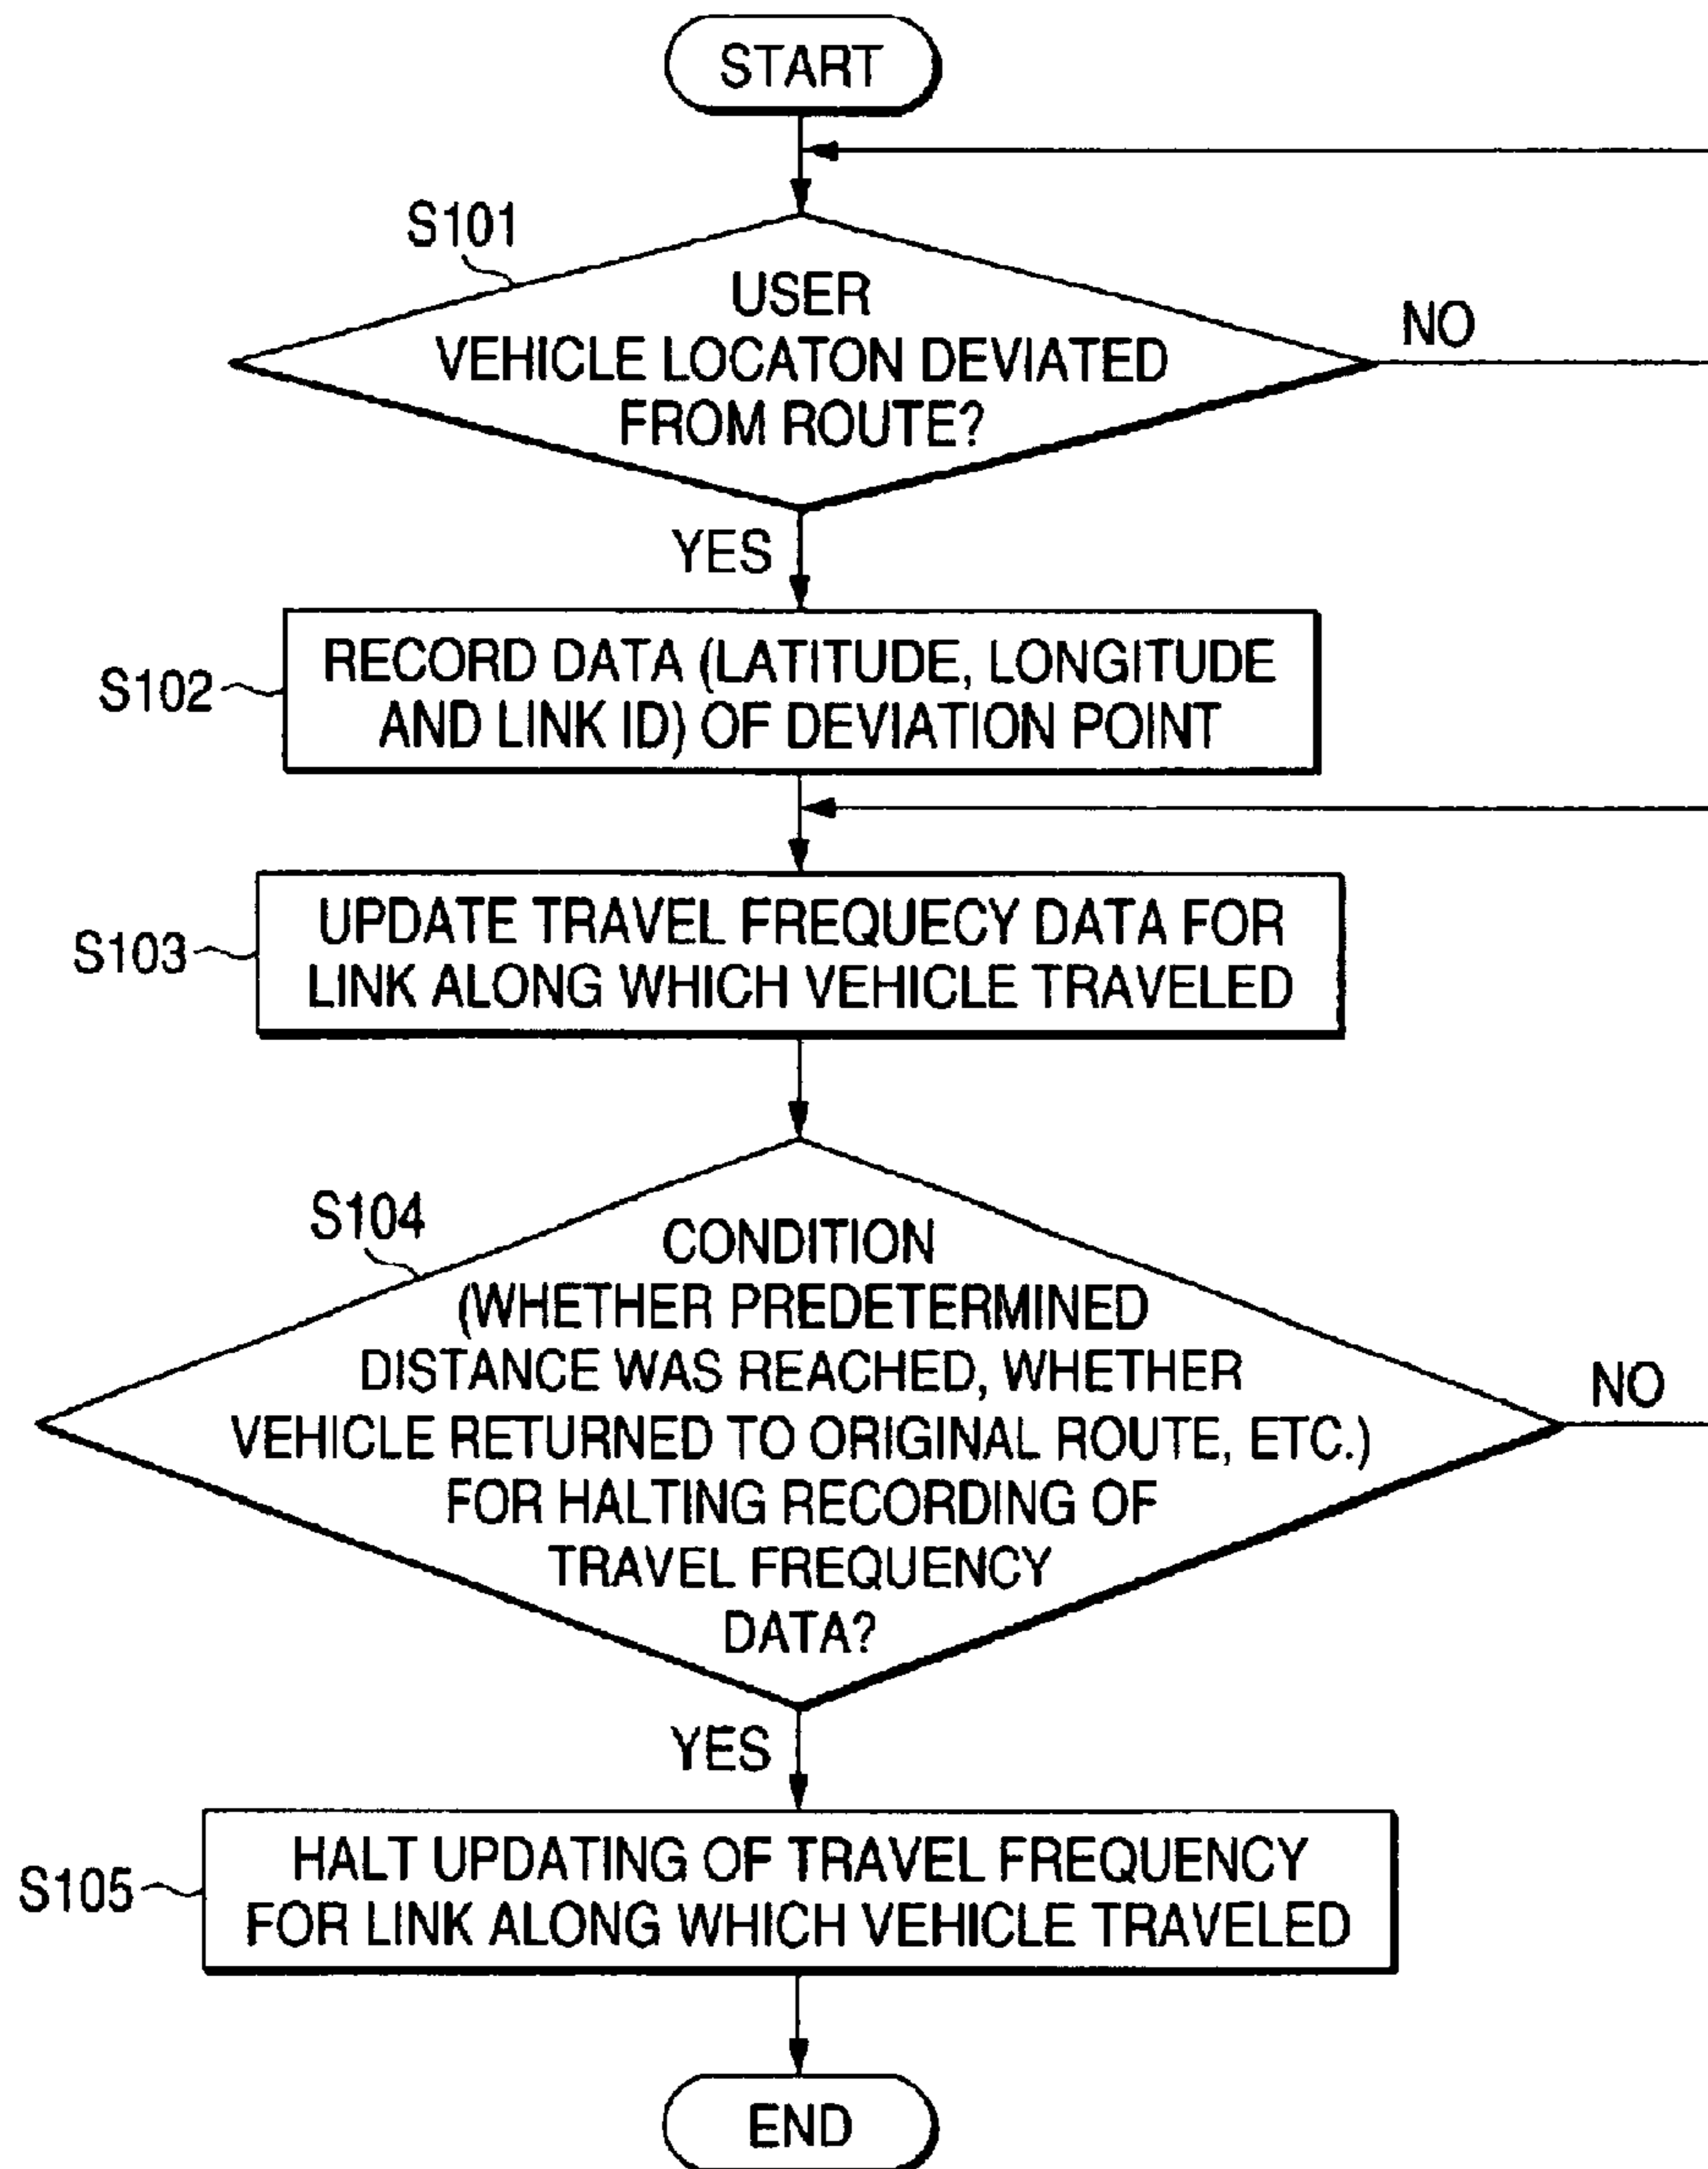 START
S101
USER
VEHICLE LOCATON DEVIATED
FROM ROUTE?
NO
YES
S102
RECORD DATA (LATITUDE, LONGITUDE
AND LINK ID) OF DEVIATION POINT
S103
UPDATE TRAVEL FREQUECY DATA FOR
LINK ALONG WHICH VEHICLE TRAVELED
S104
CONDITION
(WHETHER PREDETERMINED
DISTANCE WAS REACHED, WHETHER
VEHICLE RETURNED TO ORIGINAL ROUTE, ETC.)
FOR HALTING RECORDING OF
TRAVEL FREQUENCY
DATA?
NO
YES
S105
HALT UPDATING OF TRAVEL FREQUENCY
FOR LINK ALONG WHICH VEHICLE TRAVELED
END